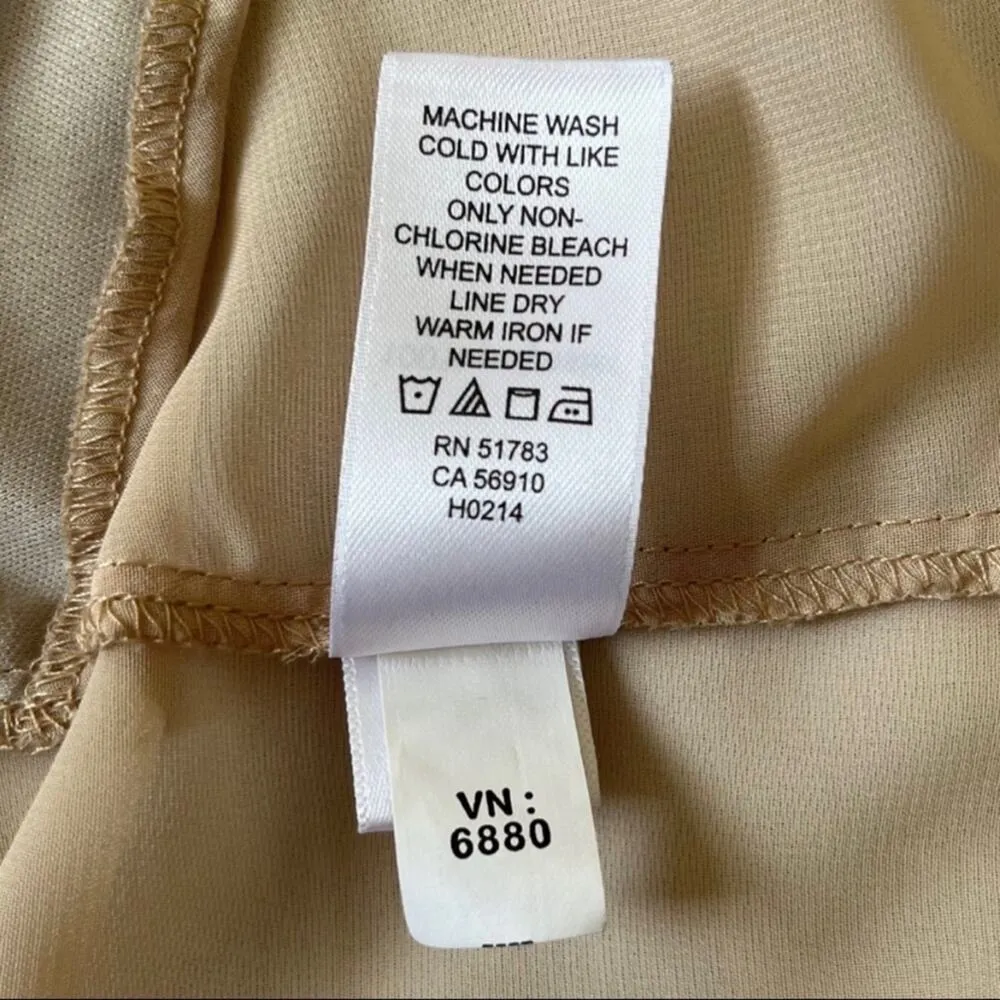 MACHINE WASH
COLD WITH LIKE
COLORS
ONLY NON-
CHLORINE BLEACH
WHEN NEEDED
LINE DRY
WARM IRON IF
NEEDED
RN 51783
CA 56910
H0214
VN :
6880